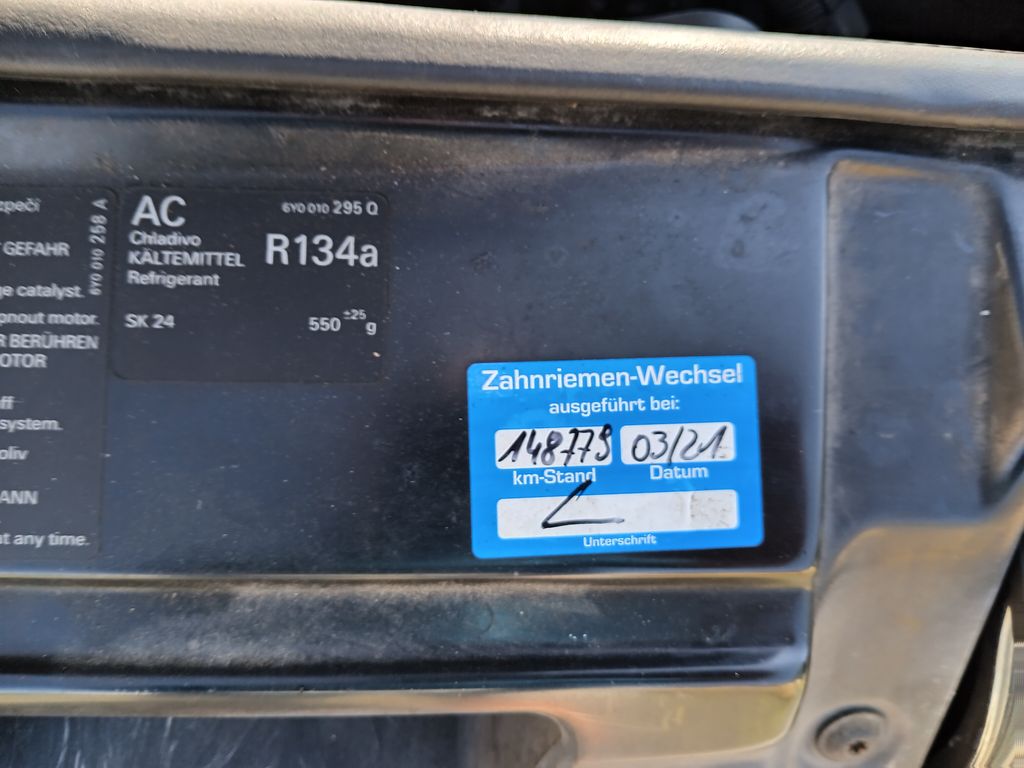 zpečí
GEFAHR
ge catalyst.
pnout motor.
R BERÜHREN
OTOR
ff
system.
oliv
ANN
at any time.
6Y0 010 258 A
AC
6Y0 010 295 Q
Chladivo
KÄLTEMITTEL
R134a
Refrigerant
SK 24
550 ±25 g
Zahnriemen-Wechsel
ausgeführt bei:
148779 03/21
km-Stand Datum
Unterschrift